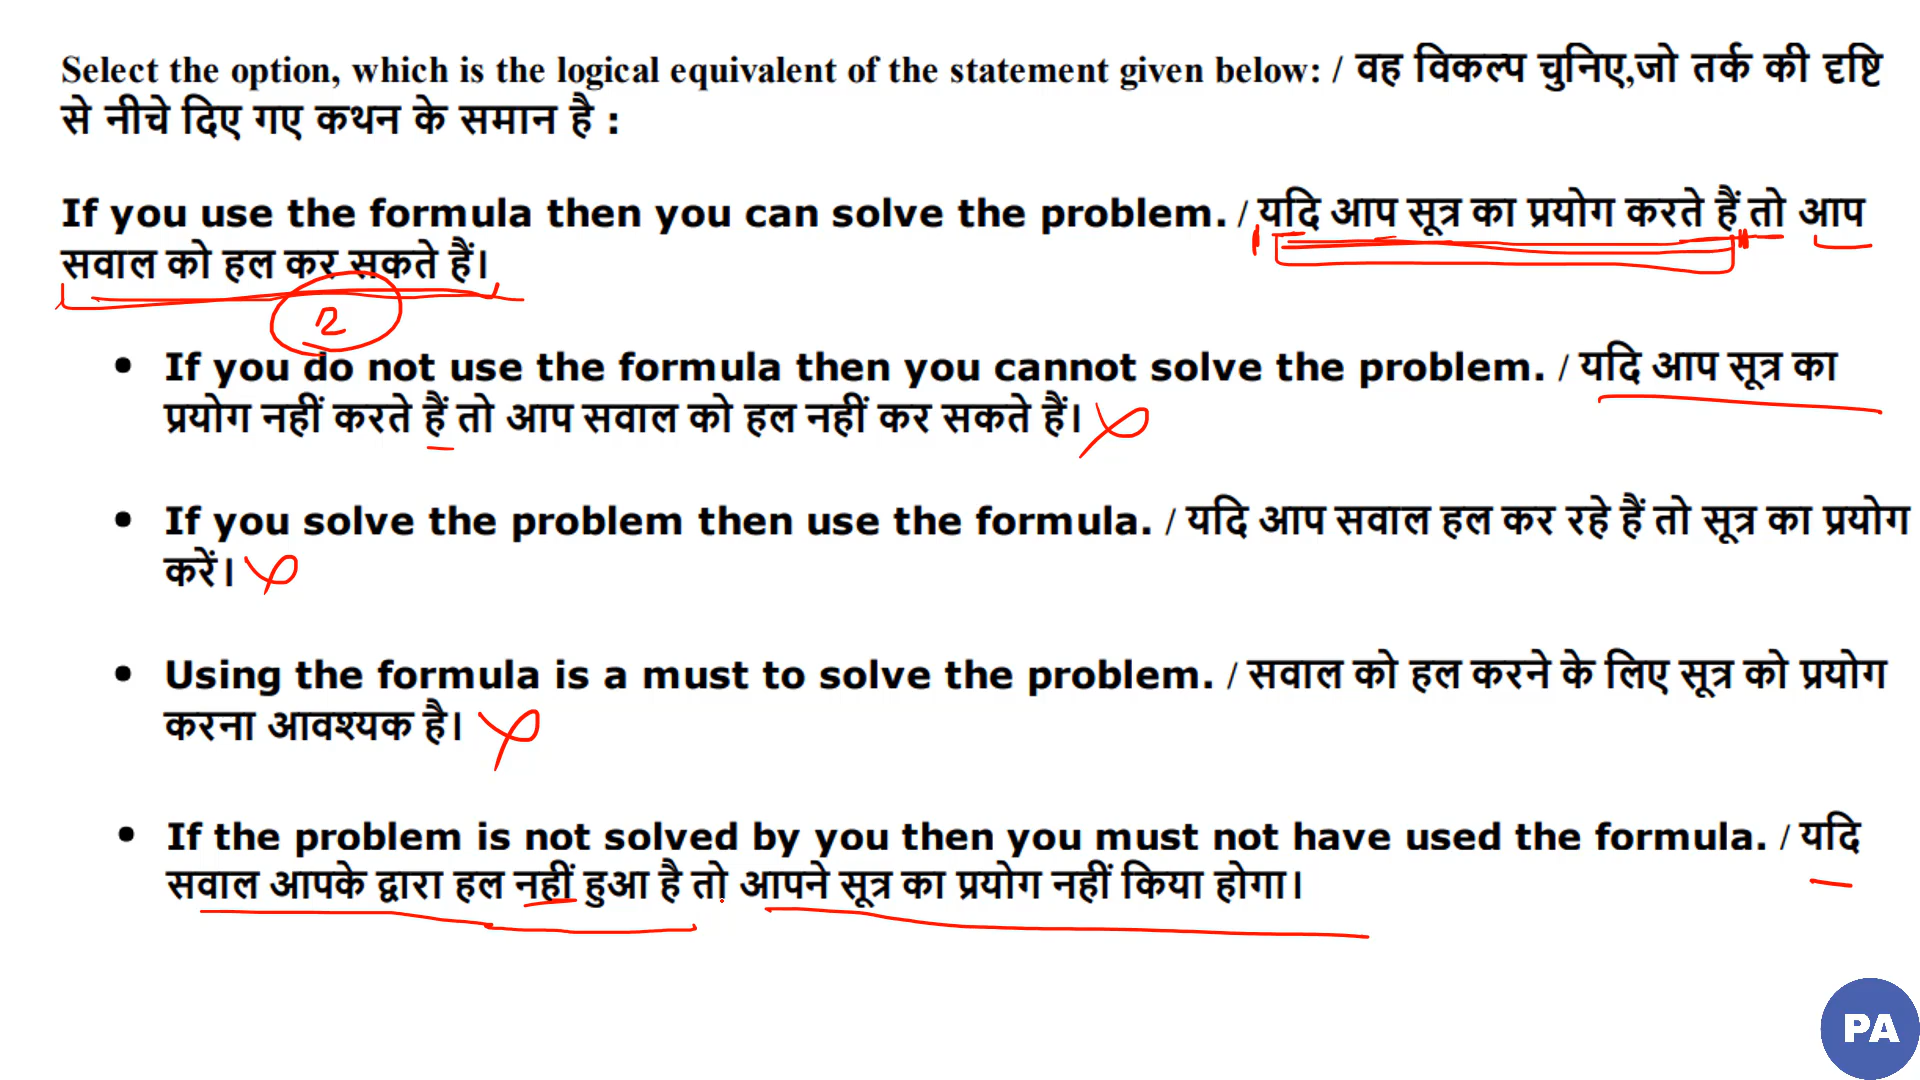 Select the option, which is the logical equivalent of the statement given below: / वह विकल्प चुनिए,जो तर्क की दृष्टि
से नीचे दिए गए कथन के समान है :
If you use the formula then you can solve the problem. / यदि आप सूत्र का प्रयोग करते हैं तो आप
सवाल को हल कर सकते हैं।
2
• If you do not use the formula then you cannot solve the problem. / यदि आप सूत्र का
प्रयोग नहीं करते हैं तो आप सवाल को हल नहीं कर सकते हैं।
• If you solve the problem then use the formula. / यदि आप सवाल हल कर रहे हैं तो सूत्र का प्रयोग
करें।
• Using the formula is a must to solve the problem. / सवाल को हल करने के लिए सूत्र को प्रयोग
करना आवश्यक है।
• If the problem is not solved by you then you must not have used the formula. / यदि
सवाल आपके द्वारा हल नहीं हुआ है तो आपने सूत्र का प्रयोग नहीं किया होगा।
PA